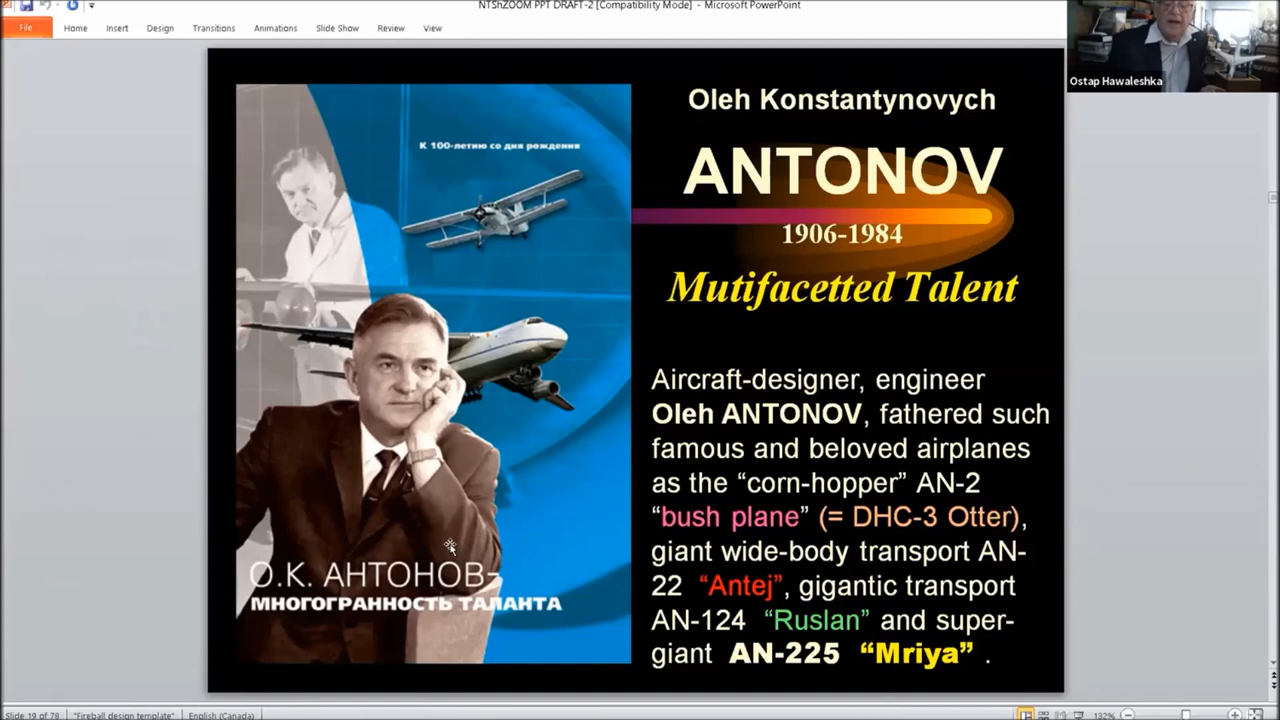 NTShZOOM PPT DRAFT-2 [Compatibility Mode] - Microsoft PowerPoint
File Home Insert Design Transitions Animations Slide Show Review View
Ostap Hawaleshka
К 100-летию со дня рождения
О.К. АНТОНОВ-
МНОГОГРАННОСТЬ ТАЛАНТА
Oleh Konstantynovych
ANTONOV
1906-1984
Mutifacetted Talent
Aircraft-designer, engineer
Oleh ANTONOV, fathered such
famous and beloved airplanes
as the “corn-hopper” AN-2
“bush plane” (= DHC-3 Otter),
giant wide-body transport AN-
22 “Antej”, gigantic transport
AN-124 “Ruslan” and super-
giant AN-225 “Mriya” .
Slide 19 of 78 "Fireball design template" English (Canada) 132%